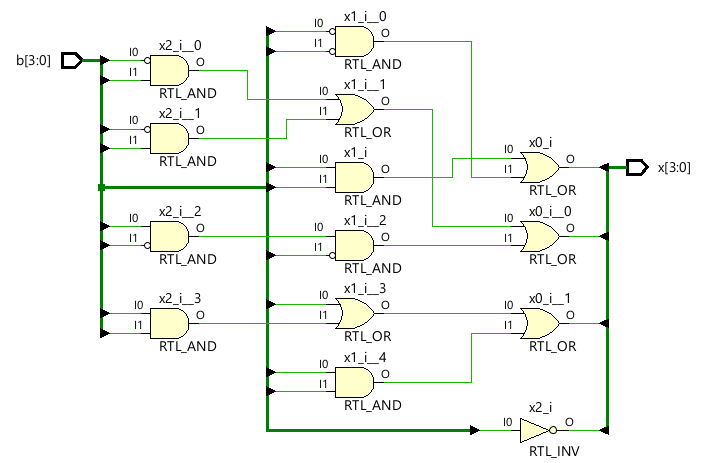 b[3:0]
x2_i__0
I0
I1
O
RTL_AND
x2_i__1
I0
I1
O
RTL_AND
x2_i__2
I0
I1
O
RTL_AND
x2_i__3
I0
I1
O
RTL_AND
x1_i__0
I0
I1
O
RTL_AND
x1_i__1
I0
I1
O
RTL_OR
x1_i
I0
I1
O
RTL_AND
x1_i__2
I0
I1
O
RTL_AND
x1_i__3
I0
I1
O
RTL_OR
x1_i__4
I0
I1
O
RTL_AND
x0_i
I0
I1
O
RTL_OR
x0_i__0
I0
I1
O
RTL_OR
x0_i__1
I0
I1
O
RTL_OR
x2_i
I0
O
RTL_INV
x[3:0]